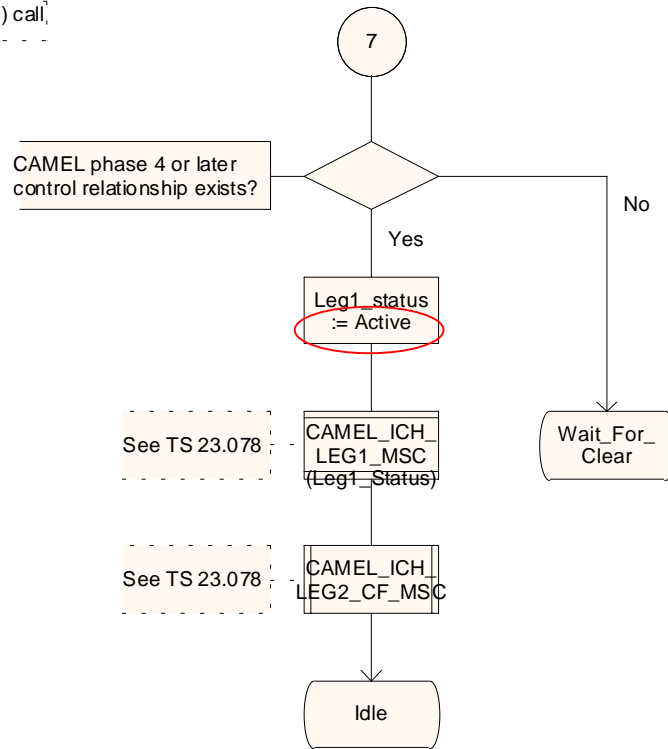 ) call
7
CAMEL phase 4 or later
control relationship exists?
No
Yes
Leg1_status
:= Active
See TS 23.078
CAMEL_ICH_
LEG1_MSC
(Leg1_Status)
Wait_For_
Clear
See TS 23.078
CAMEL_ICH_
LEG2_CF_MSC
Idle